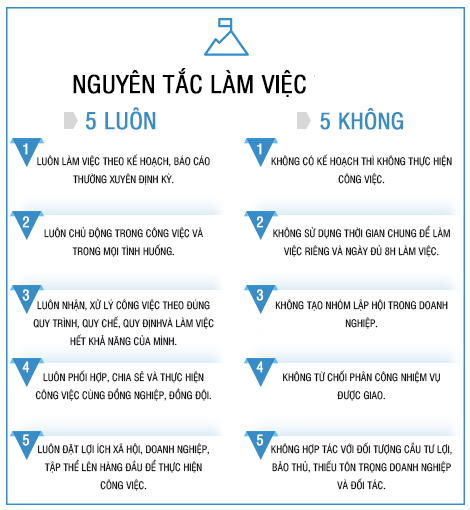 NGUYÊN TẮC LÀM VIỆC
5 LUÔN
1
LUÔN LÀM VIỆC THEO KẾ HOẠCH, BÁO CÁO
THƯỜNG XUYÊN ĐỊNH KỲ.
2
LUÔN CHỦ ĐỘNG TRONG CÔNG VIỆC VÀ
TRONG MỌI TÌNH HUỐNG.
3
LUÔN NHẬN, XỬ LÝ CÔNG VIỆC THEO ĐÚNG
QUY TRÌNH, QUY CHẾ, QUY ĐỊNHVÀ LÀM VIỆC
HẾT KHẢ NĂNG CỦA MÌNH.
4
LUÔN PHỐI HỢP, CHIA SẺ VÀ THỰC HIỆN
CÔNG VIỆC CÙNG ĐỒNG NGHIỆP, ĐỒNG ĐỘI.
5
LUÔN ĐẶT LỢI ÍCH XÃ HỘI, DOANH NGHIỆP,
TẬP THỂ LÊN HÀNG ĐẦU ĐỂ THỰC HIỆN
CÔNG VIỆC.
5 KHÔNG
1
KHÔNG CÓ KẾ HOẠCH THÌ KHÔNG THỰC HIỆN
CÔNG VIỆC.
2
KHÔNG SỬ DỤNG THỜI GIAN CHUNG ĐỂ LÀM
VIỆC RIÊNG VÀ NGÀY ĐỦ 8H LÀM VIỆC.
3
KHÔNG TẠO NHÓM LẬP HỘI TRONG DOANH
NGHIỆP.
4
KHÔNG TỪ CHỐI PHÂN CÔNG NHIỆM VỤ
ĐƯỢC GIAO.
5
KHÔNG HỢP TÁC VỚI ĐỐI TƯỢNG CẦU TƯ LỢI,
BẢO THỦ, THIẾU TÔN TRỌNG DOANH NGHIỆP
VÀ ĐỐI TÁC.